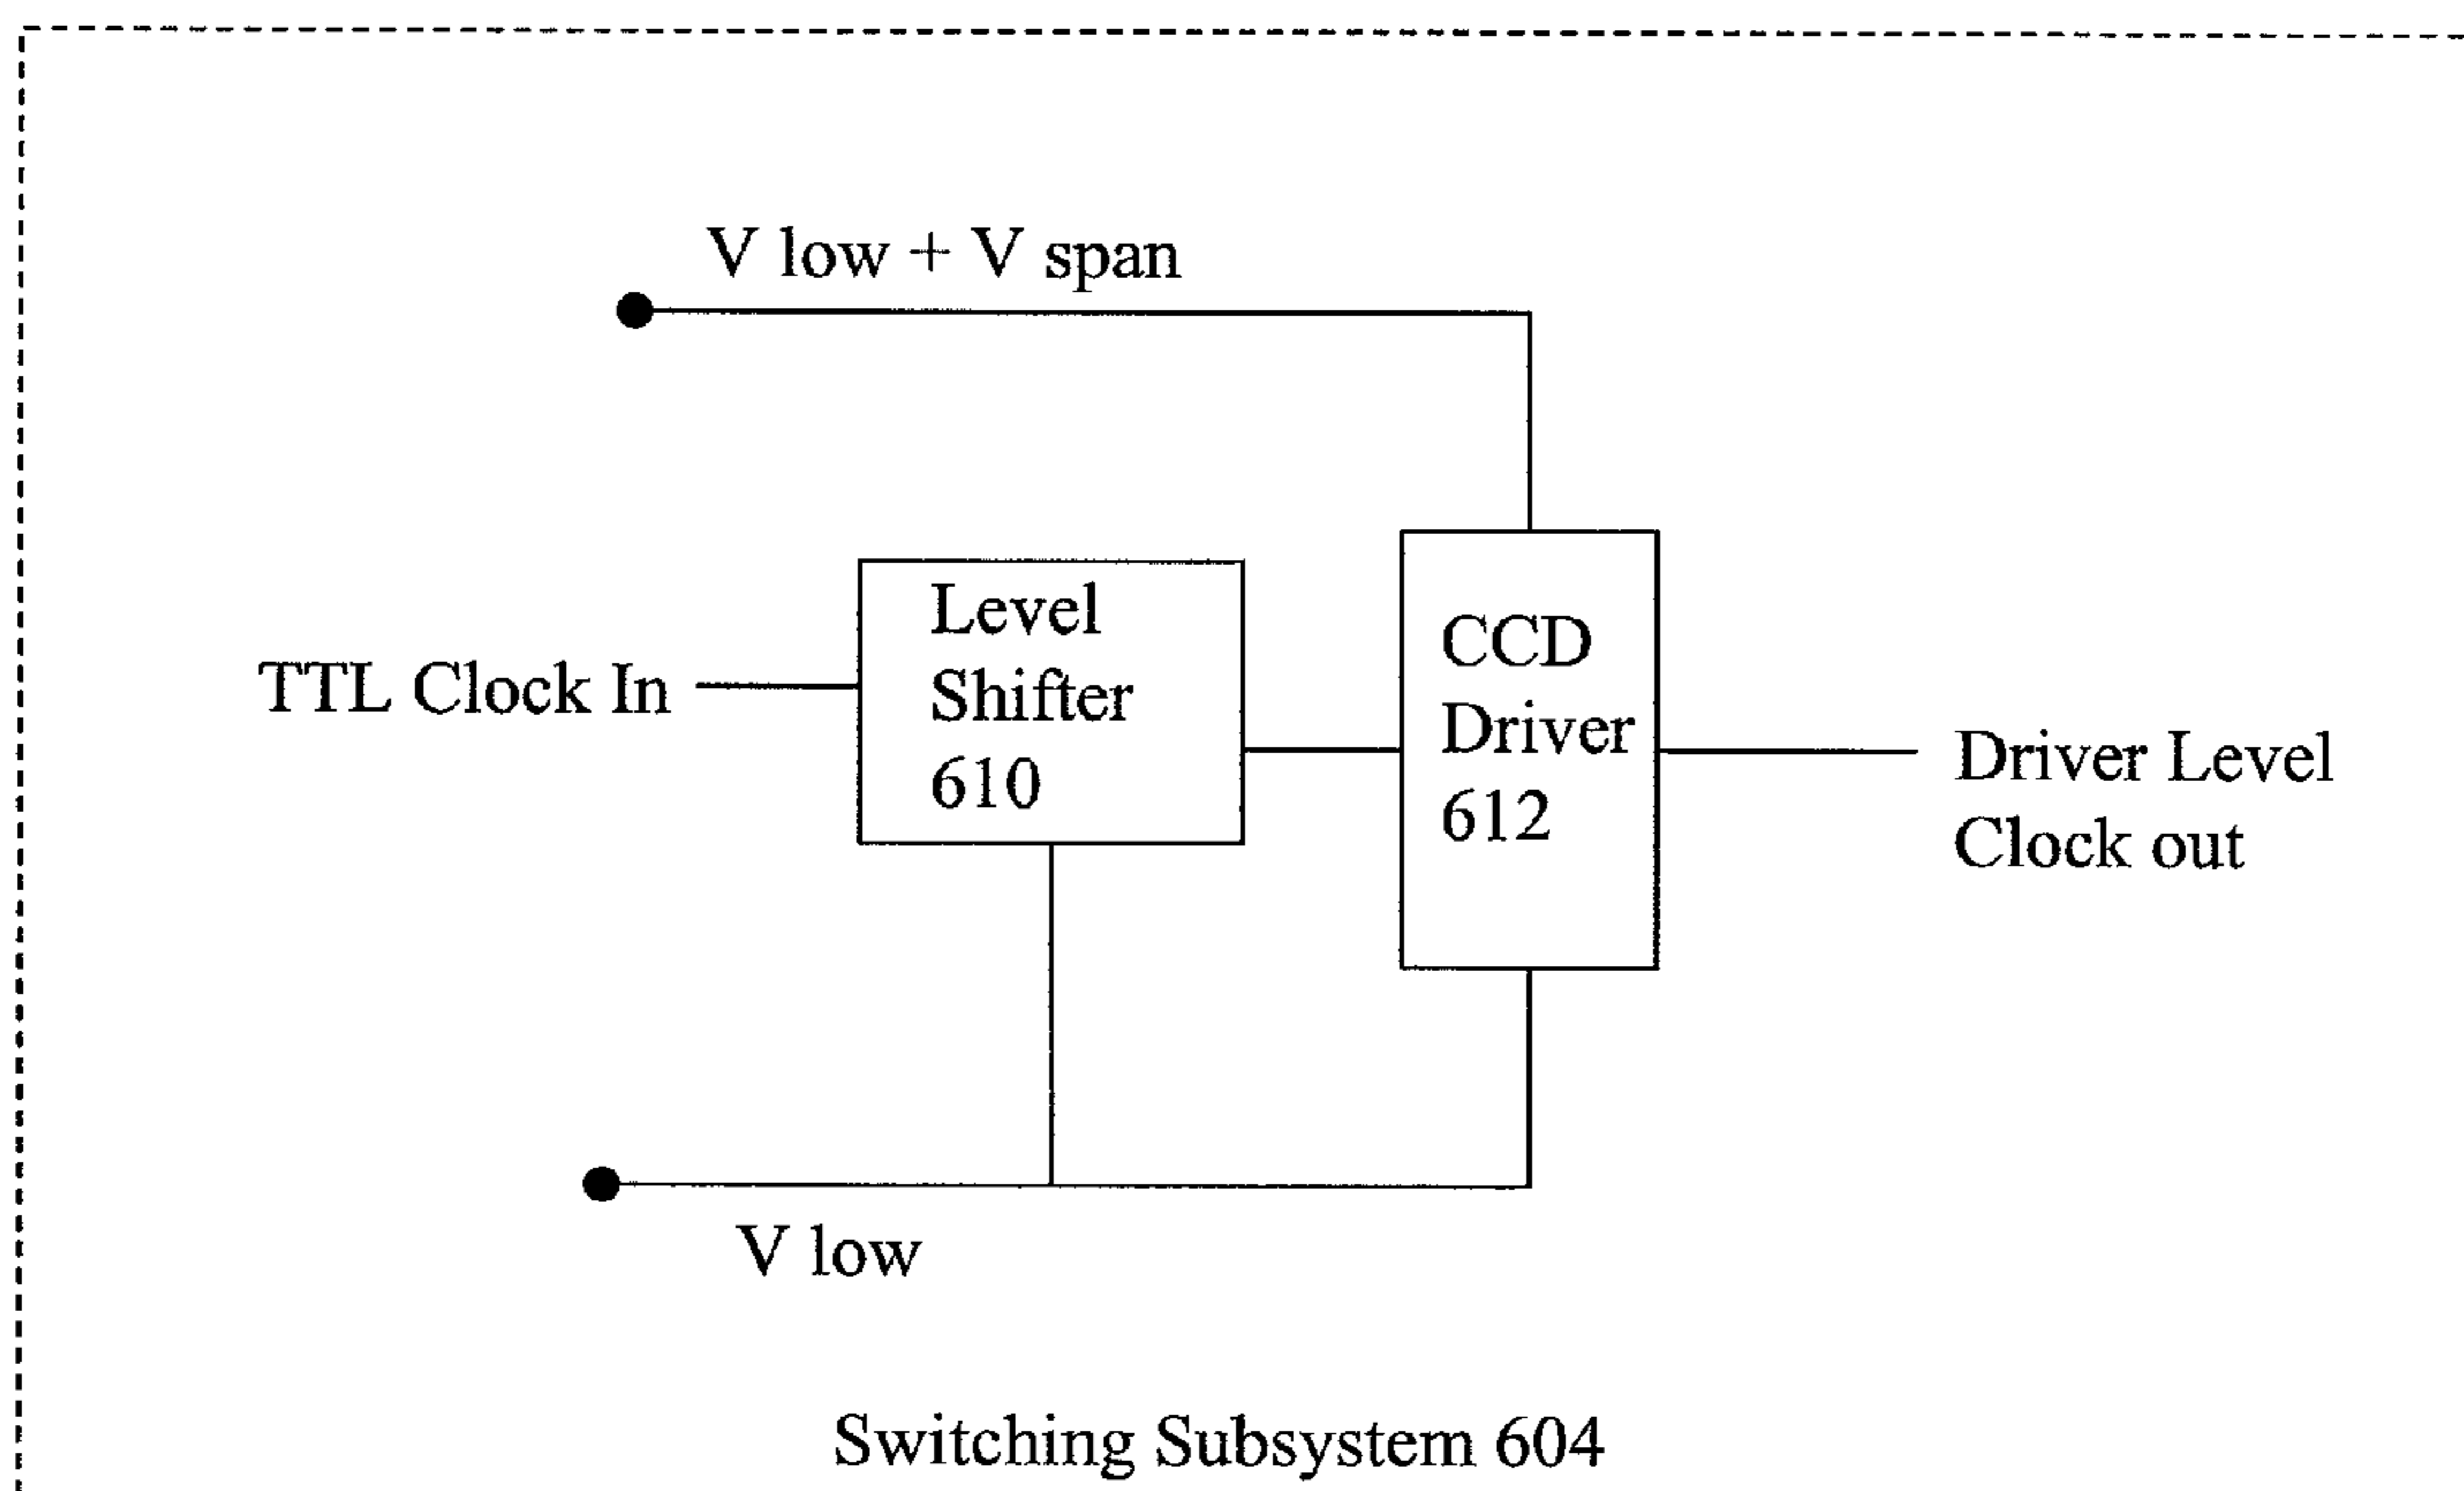 V low + V span
Level
Shifter
610
CCD
Driver
612
TTL Clock In
Driver Level
Clock out
V low
Switching Subsystem 604